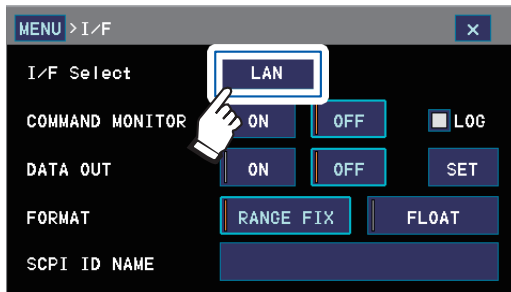 MENU >I/F ×
I/F Select LAN
COMMAND MONITOR ON OFF LOG
DATA OUT ON OFF SET
FORMAT RANGE FIX FLOAT
SCPI ID NAME